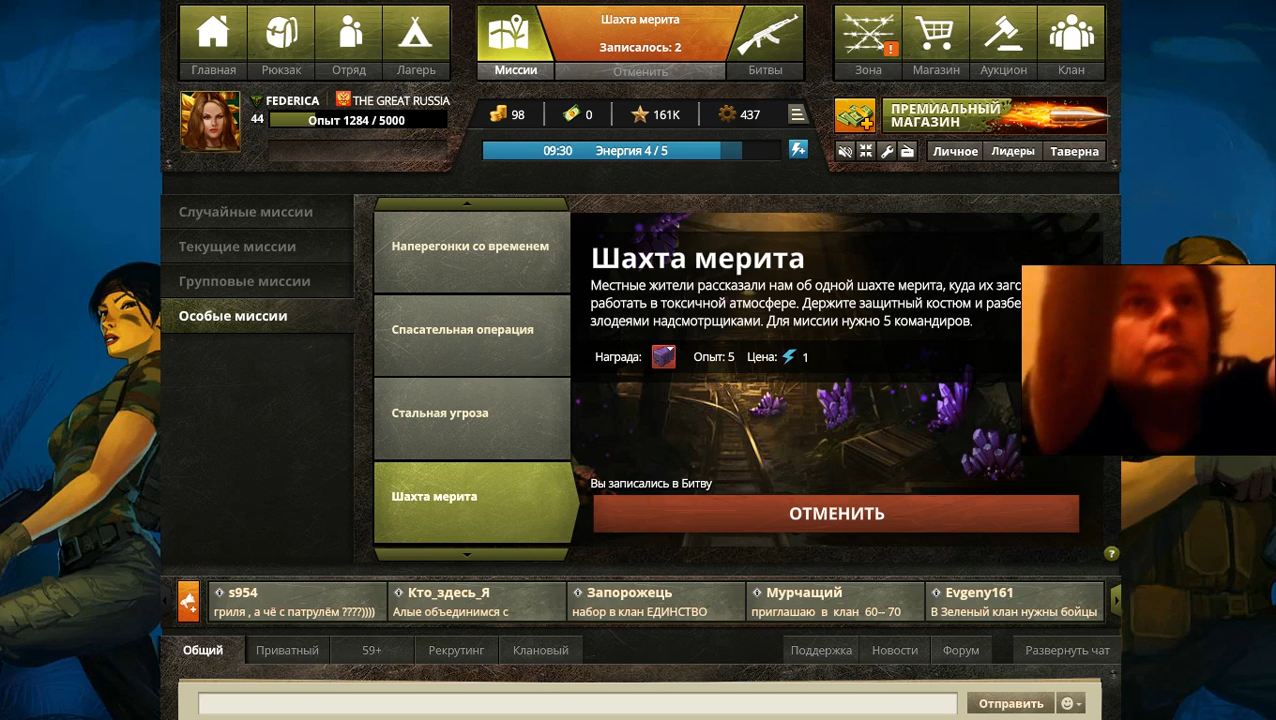 Шахта мерита
Записалось: 2
Главная
Рюкзак
Отряд
Лагерь
Миссии
Отменить
Битвы
Зона
Магазин
Аукцион
Клан
FEDERICA
THE GREAT RUSSIA
44
Опыт 1284 / 5000
98
0
161K
437
ПРЕМИАЛЬНЫЙ
МАГАЗИН
09:30 Энергия 4 / 5
Личное
Лидеры
Таверна
Случайные миссии
Текущие миссии
Групповые миссии
Особые миссии
Наперегонки со временем
Спасательная операция
Стальная угроза
Шахта мерита
Шахта мерита
Местные жители рассказали нам об одной шахте мерита, куда их заго
работать в токсичной атмосфере. Держите защитный костюм и разбе
злодеями надсмотрщиками. Для миссии нужно 5 командиров.
Награда: Опыт: 5 Цена: 1
Вы записались в Битву
ОТМЕНИТЬ
?
s954
гриля , а чё с патрулём ????))))
Кто_здесь_Я
Алые объединимся с
Запорожець
набор в клан ЕДИНСТВО
Мурчащий
приглашаю в клан 60-- 70
Evgeny161
В Зеленый клан нужны бойцы
Общий
Приватный
59+
Рекрутинг
Клановый
Поддержка
Новости
Форум
Развернуть чат
Отправить